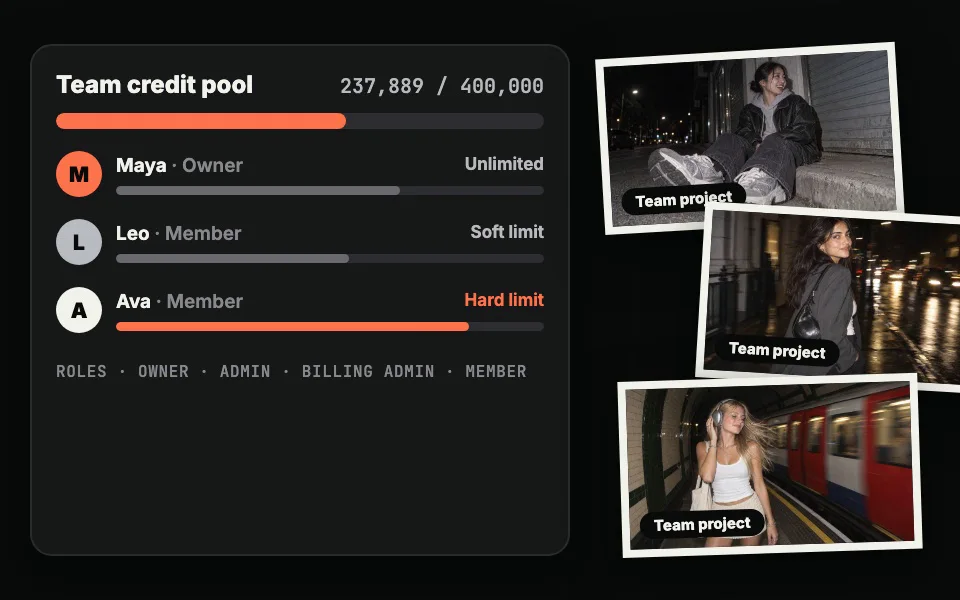 Team credit pool
237,889 / 400,000
M
Maya · Owner
Unlimited
L
Leo · Member
Soft limit
A
Ava · Member
Hard limit
ROLES · OWNER · ADMIN · BILLING ADMIN · MEMBER
Team project
Team project
Team project